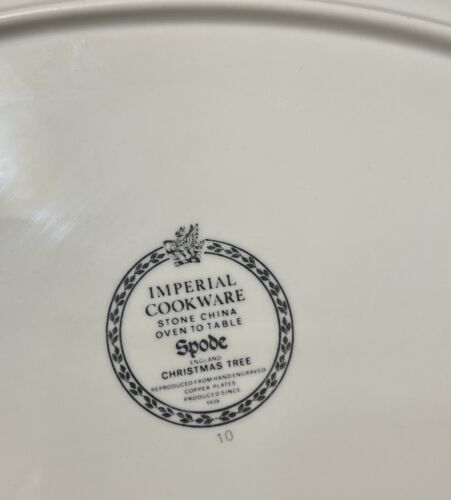 IMPERIAL
COOKWARE
STONE CHINA
OVEN TO TABLE
Spode
ENGLAND
CHRISTMAS TREE
REPRODUCED FROM HAND ENGRAVED
COPPER PLATES
PRODUCED SINCE
1938
10